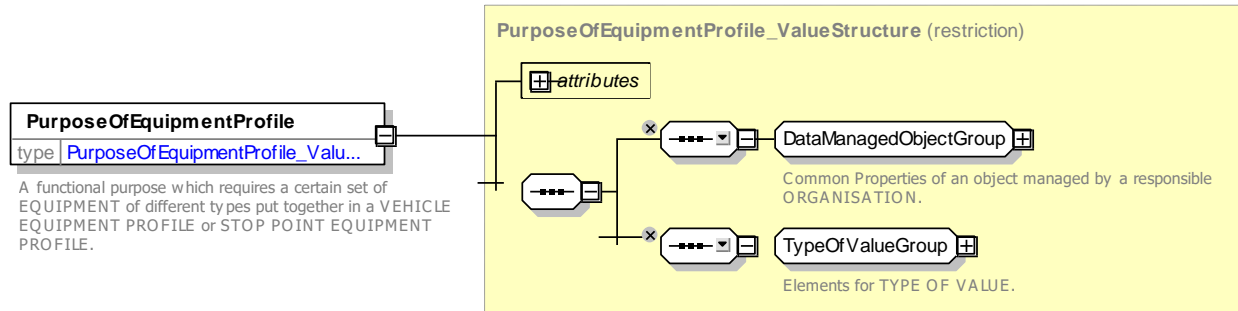 PurposeOfEquipmentProfile_ValueStructure (restriction)
attributes
PurposeOfEquipmentProfile
type PurposeOfEquipmentProfile_Valu...
A functional purpose which requires a certain set of
EQUIPMENT of different types put together in a VEHICLE
EQUIPMENT PROFILE or STOP POINT EQUIPMENT
PROFILE.
DataManagedObjectGroup
Common Properties of an object managed by a responsible
ORGANISATION.
TypeOfValueGroup
Elements for TYPE OF VALUE.